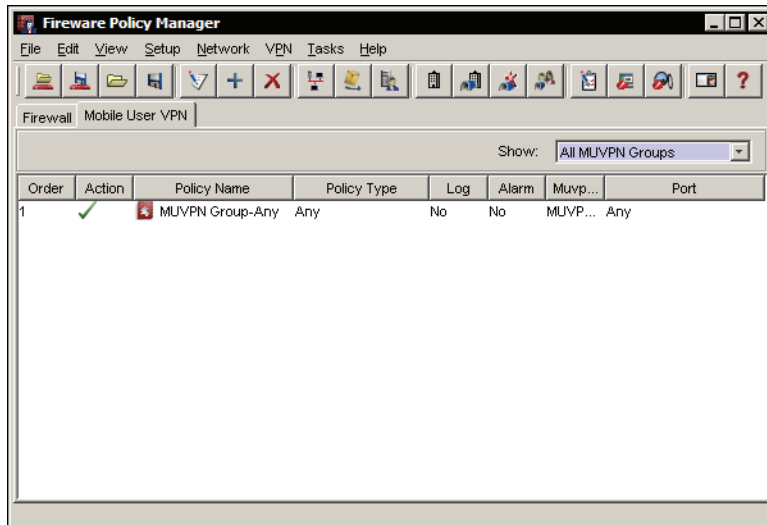 Fireware Policy Manager
File Edit View Setup Network VPN Tasks Help
Firewall Mobile User VPN
Show: All MUVPN Groups
Order Action Policy Name Policy Type Log Alarm Muvp... Port
1 MUVPN Group-Any Any No No MUVP... Any